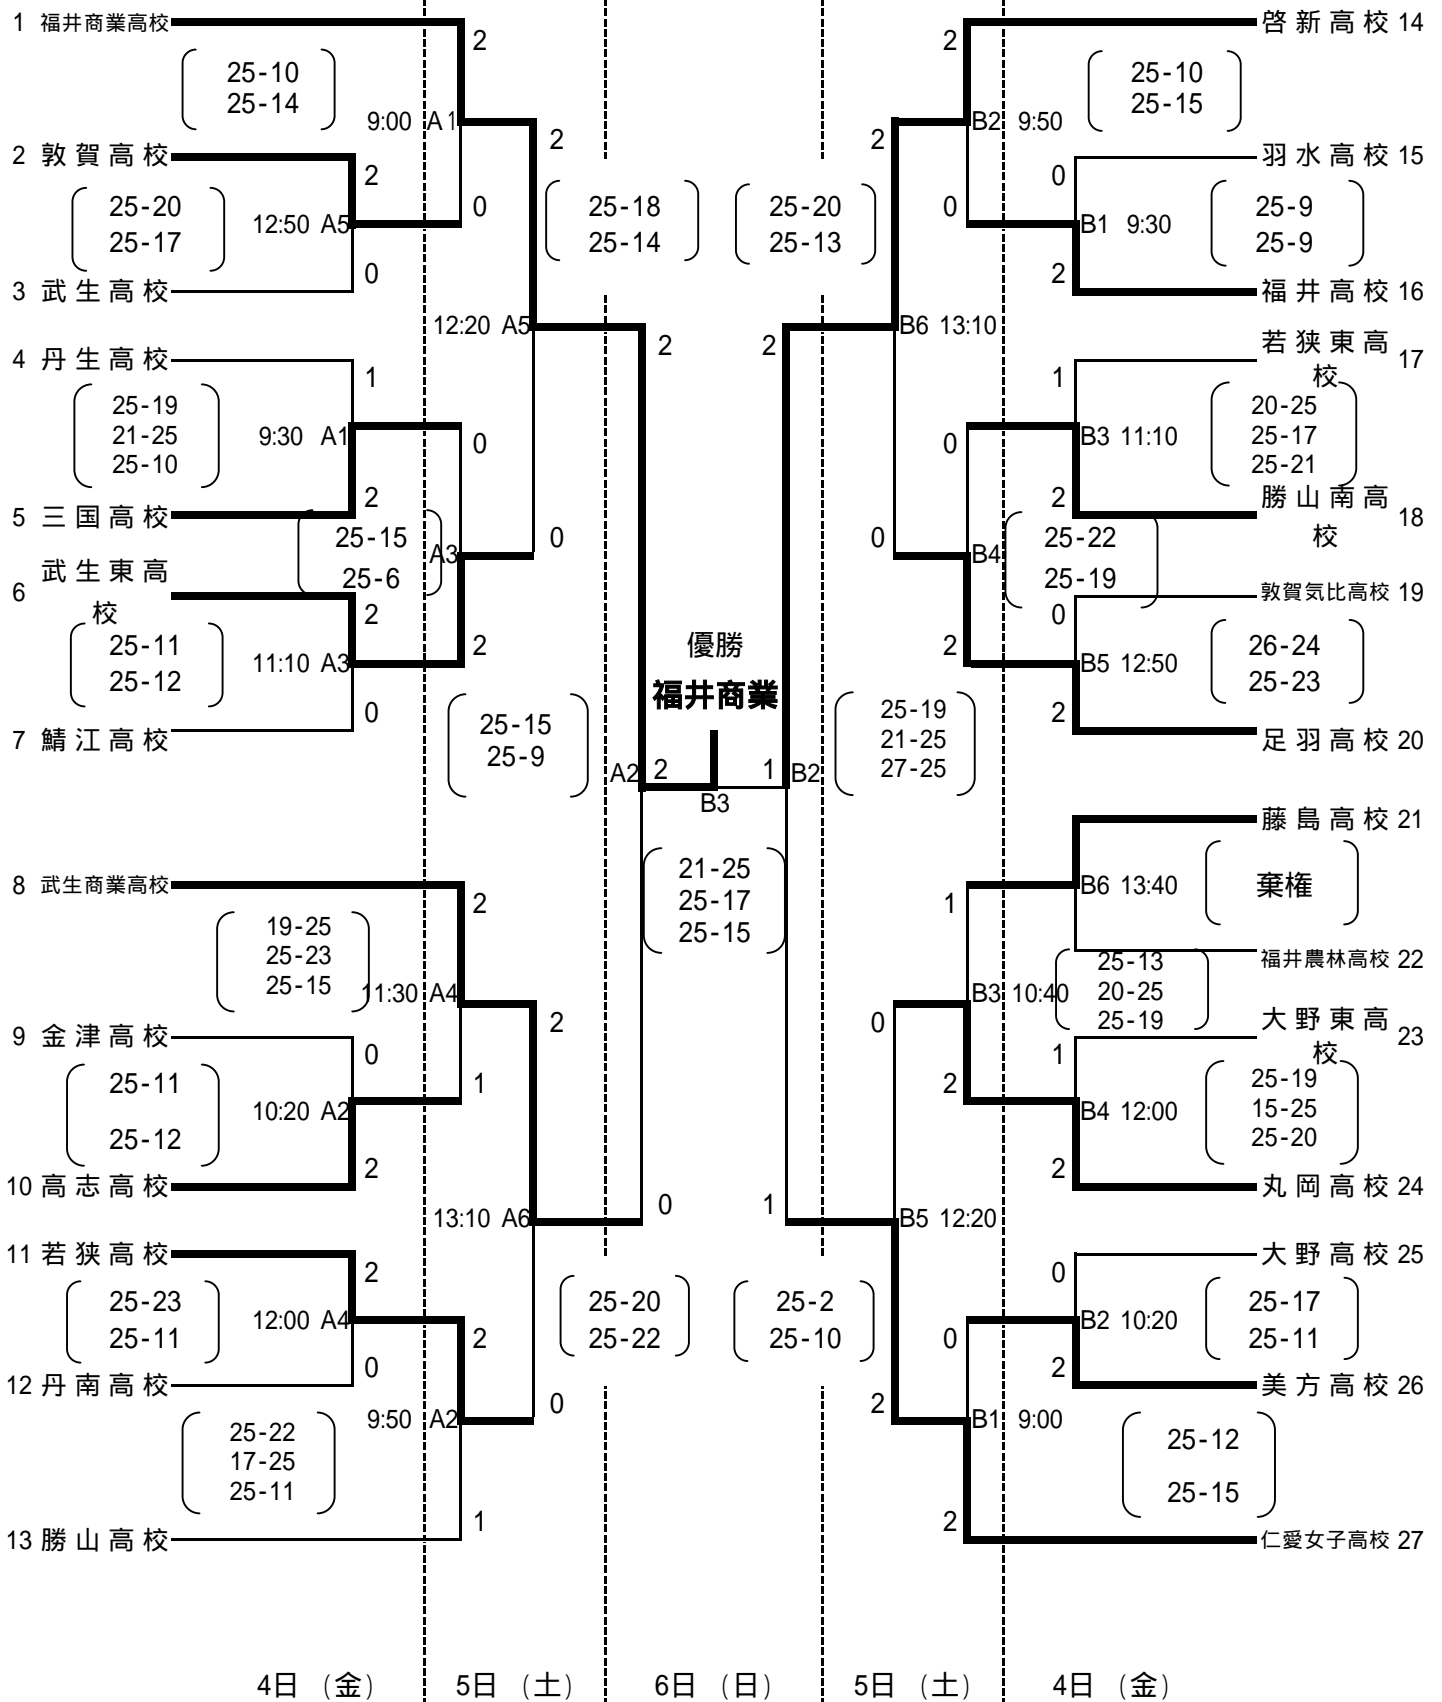 1 福井商業高校
2
2
啓新高校 14
25-10
25-14
25-10
25-15
9:00 A1
B2 9:50
2
2
2 敦賀高校
2
0
羽水高校 15
25-20
25-17
12:50 A5
0
25-18
25-14
25-20
25-13
0
B1 9:30
25-9
25-9
3 武生高校
0
2
福井高校 16
12:20 A5
B6 13:10
2
2
4 丹生高校
1
1
若狭東高
校
17
25-19
21-25
25-10
9:30 A1
0
0
B3 11:10
20-25
25-17
25-21
5 三国高校
2
2
勝山南高
校
18
25-15
25-6
A3
0
0
B4
25-22
25-19
6
武生東高
校
2
0
敦賀気比高校 19
25-11
25-12
11:10 A3
2
優勝
福井商業
2
B5 12:50
26-24
25-23
7 鯖江高校
0
2
足羽高校 20
25-15
25-9
25-19
21-25
27-25
A2 2
1 B2
B3
藤島高校 21
21-25
25-17
25-15
8 武生商業高校
2
1
B6 13:40
棄権
福井農林高校 22
19-25
25-23
25-15
11:30 A4
B3 10:40
25-13
20-25
25-19
9 金津高校
0
2
0
1
大野東高
校
23
25-11
25-12
10:20 A2
1
2
B4 12:00
25-19
15-25
25-20
10 高志高校
2
2
丸岡高校 24
13:10 A6
0
1
B5 12:20
11 若狭高校
2
0
大野高校 25
25-23
25-11
12:00 A4
2
25-20
25-22
25-2
25-10
0
B2 10:20
25-17
25-11
12 丹南高校
0
2
美方高校 26
9:50 A2
0
2
B1 9:00
25-22
17-25
25-11
25-12
25-15
13 勝山高校
1
2
仁愛女子高校 27
4日 (金)
5日 (土)
6日 (日)
5日 (土)
4日 (金)